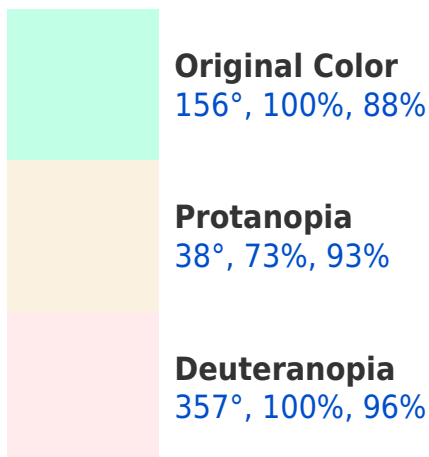 Original Color
156°, 100%, 88%
Protanopia
38°, 73%, 93%
Deuteranopia
357°, 100%, 96%